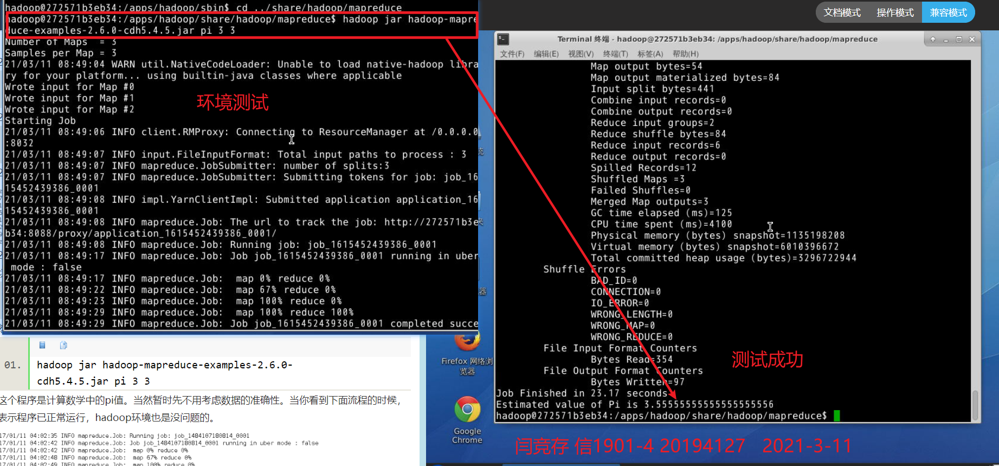 hadoop@272571b3eb34:/apps/hadoop/sbin$ cd ../share/hadoop/mapreduce
hadoop@272571b3eb34:/apps/hadoop/share/hadoop/mapreduce$ hadoop jar hadoop-mapre
duce-examples-2.6.0-cdh5.4.5.jar pi 3 3
Number of Maps  = 3
Samples per Map = 3
21/03/11 08:49:04 WARN util.NativeCodeLoader: Unable to load native-hadoop libra
ry for your platform... using builtin-java classes where applicable
Wrote input for Map #0
Wrote input for Map #1
Wrote input for Map #2
Starting Job
21/03/11 08:49:06 INFO client.RMProxy: Connecting to ResourceManager at /0.0.0.0
:8032
21/03/11 08:49:07 INFO input.FileInputFormat: Total input paths to process : 3
21/03/11 08:49:07 INFO mapreduce.JobSubmitter: number of splits:3
21/03/11 08:49:07 INFO mapreduce.JobSubmitter: Submitting tokens for job: job_16
15452439386_0001
21/03/11 08:49:08 INFO impl.YarnClientImpl: Submitted application application_16
15452439386_0001
21/03/11 08:49:08 INFO mapreduce.Job: The url to track the job: http://272571b3e
b34:8088/proxy/application_1615452439386_0001/
21/03/11 08:49:08 INFO mapreduce.Job: Running job: job_1615452439386_0001
21/03/11 08:49:17 INFO mapreduce.Job: Job job_1615452439386_0001 running in uber
 mode : false
21/03/11 08:49:17 INFO mapreduce.Job:  map 0% reduce 0%
21/03/11 08:49:22 INFO mapreduce.Job:  map 67% reduce 0%
21/03/11 08:49:23 INFO mapreduce.Job:  map 100% reduce 0%
21/03/11 08:49:29 INFO mapreduce.Job:  map 100% reduce 100%
21/03/11 08:49:29 INFO mapreduce.Job: Job job_1615452439386_0001 completed succe
环境测试
01.
hadoop jar hadoop-mapreduce-examples-2.6.0-
cdh5.4.5.jar pi 3 3
这个程序是计算数学中的pi值。当然暂时先不用考虑数据的准确性。当你看到下面流程的时候，
表示程序已正常运行，hadoop环境也是没问题的。
17/01/11 04:02:35 INFO mapreduce.Job: Running job: job_1484107180814_0001
17/01/11 04:02:42 INFO mapreduce.Job: Job job_1484107180814_0001 running in uber mode : false
17/01/11 04:02:42 INFO mapreduce.Job:  map 0% reduce 0%
17/01/11 04:02:48 INFO mapreduce.Job:  map 67% reduce 0%
17/01/11 04:02:49 INFO mapreduce.Job:  map 100% reduce 0%
文档模式 操作模式 兼容模式
Terminal 终端 - hadoop@272571b3eb34: /apps/hadoop/share/hadoop/mapreduce
文件(F) 编辑(E) 视图(V) 终端(T) 标签(A) 帮助(H)
Map output bytes=54
Map output materialized bytes=84
Input split bytes=441
Combine input records=0
Combine output records=0
Reduce input groups=2
Reduce shuffle bytes=84
Reduce input records=6
Reduce output records=0
Spilled Records=12
Shuffled Maps =3
Failed Shuffles=0
Merged Map outputs=3
GC time elapsed (ms)=125
CPU time spent (ms)=4100
Physical memory (bytes) snapshot=1135198208
Virtual memory (bytes) snapshot=6010396672
Total committed heap usage (bytes)=3296722944
Shuffle Errors
BAD_ID=0
CONNECTION=0
IO_ERROR=0
WRONG_LENGTH=0
WRONG_MAP=0
WRONG_REDUCE=0
File Input Format Counters
Bytes Read=354
File Output Format Counters
Bytes Written=97
Job Finished in 23.17 seconds
Estimated value of Pi is 3.55555555555555555556
hadoop@272571b3eb34:/apps/hadoop/share/hadoop/mapreduce$
测试成功
Firefox 网络浏
览器
Google
Chrome
闫竞存 信1901-4 20194127 2021-3-11